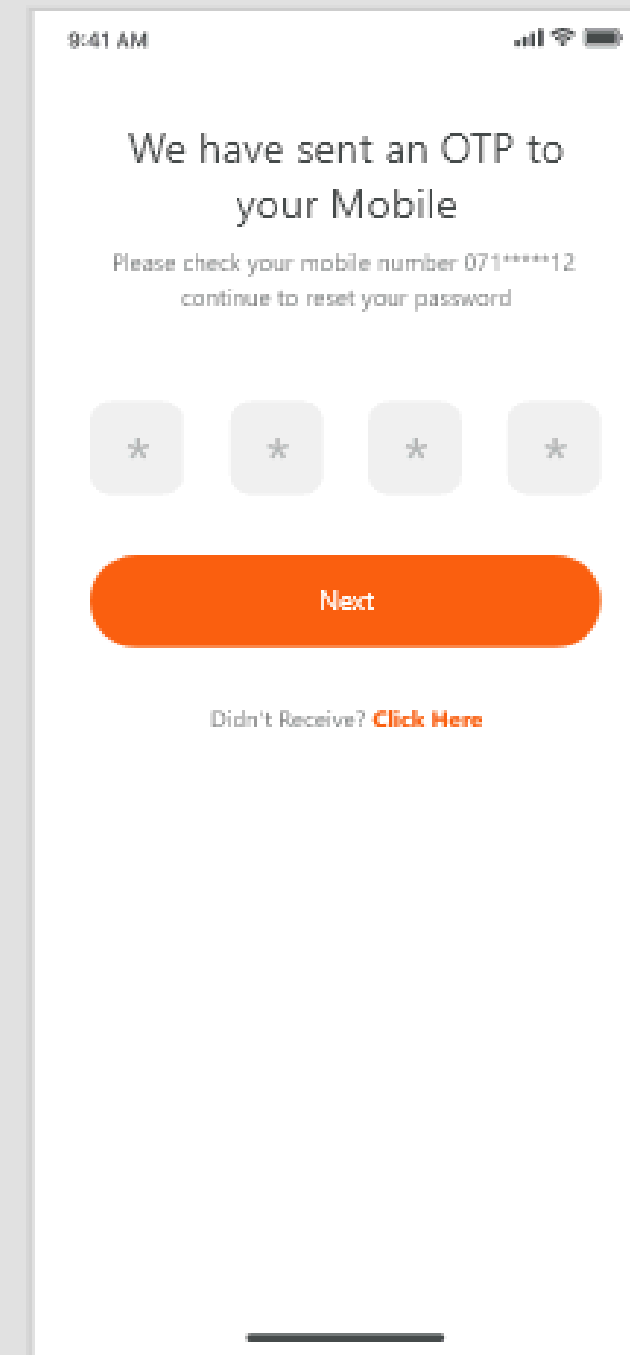 9:41 AM
We have sent an OTP to
your Mobile
Please check your mobile number 071*****12
continue to reset your password
* * * *
Next
Didn't Receive? Click Here